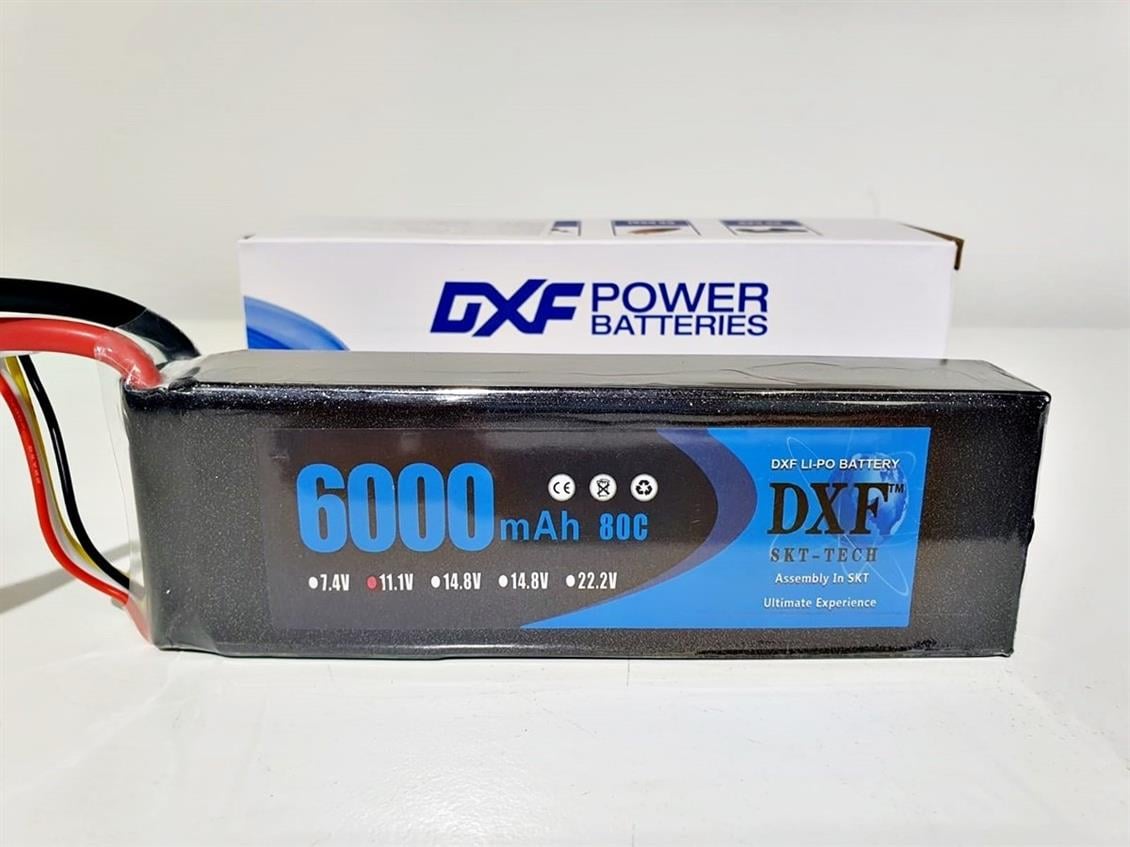 DXF POWER
BATTERIES
DXF LI-PO BATTERY
6000mAh 80C
CE
DXF™
SKT-TECH
7.4V 11.1V 14.8V 14.8V 22.2V
Assembly In SKT
Ultimate Experience